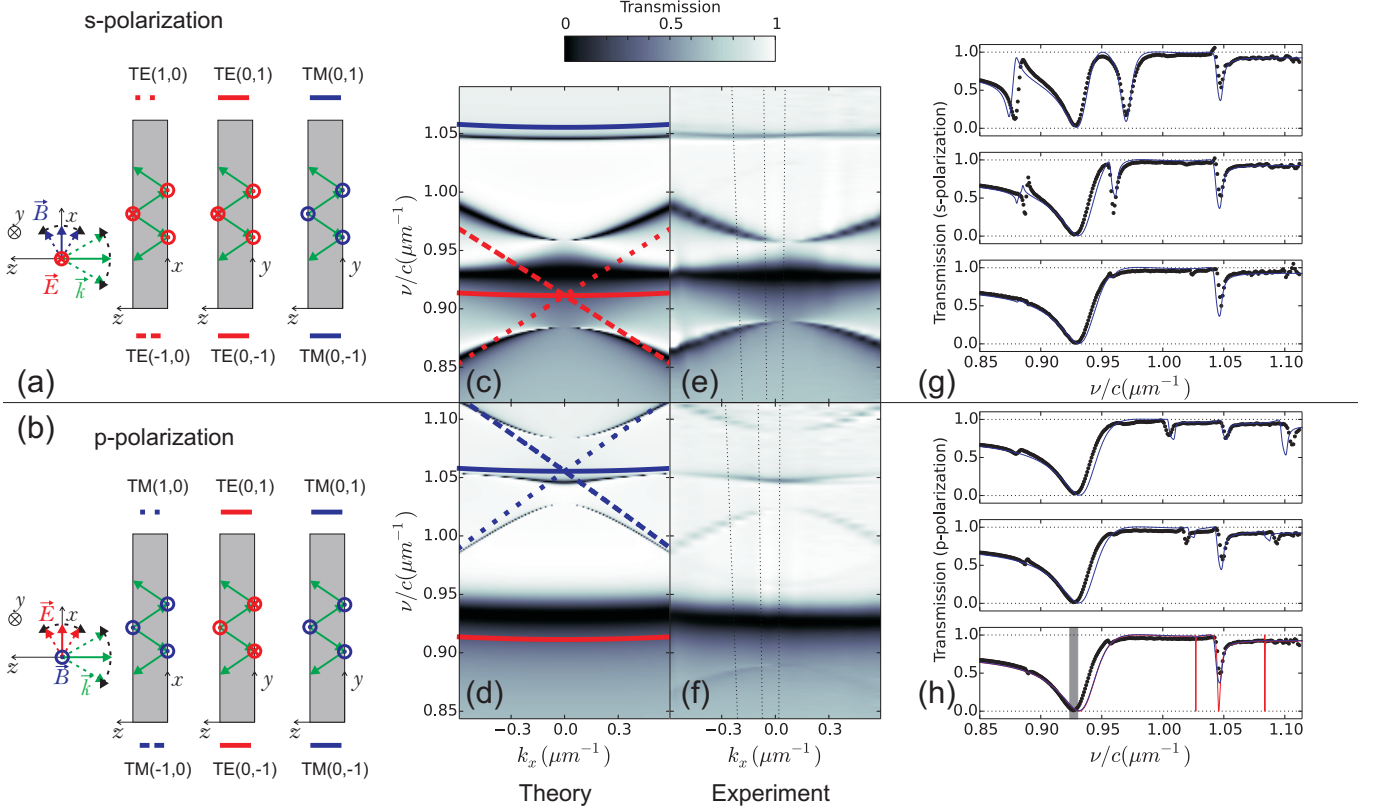 s-polarization
Transmission
0 0.5 1
TE(1,0) TE(0,1) TM(0,1)
y
B
x
z
E
k
x y y
z z z
TE(-1,0) TE(0,-1) TM(0,-1)
(a)
ν/c(μm⁻¹)
1.05
1.00
0.95
0.90
0.85
(c) (e)
Transmission (s-polarization)
1.0
0.5
0.0
1.0
0.5
0.0
1.0
0.5
0.0
0.85 0.90 0.95 1.00 1.05 1.10
ν/c(μm⁻¹)
(g)
(b)
p-polarization
TM(1,0) TE(0,1) TM(0,1)
y
E
x
z
B
k
x y y
z z z
TM(-1,0) TE(0,-1) TM(0,-1)
ν/c(μm⁻¹)
1.10
1.05
1.00
0.95
0.90
0.85
(d) (f)
−0.3 0.0 0.3 −0.3 0.0 0.3
kₓ(μm⁻¹) kₓ(μm⁻¹)
Theory Experiment
Transmission (p-polarization)
1.0
0.5
0.0
1.0
0.5
0.0
1.0
0.5
0.0
0.85 0.90 0.95 1.00 1.05 1.10
(h)
ν/c(μm⁻¹)